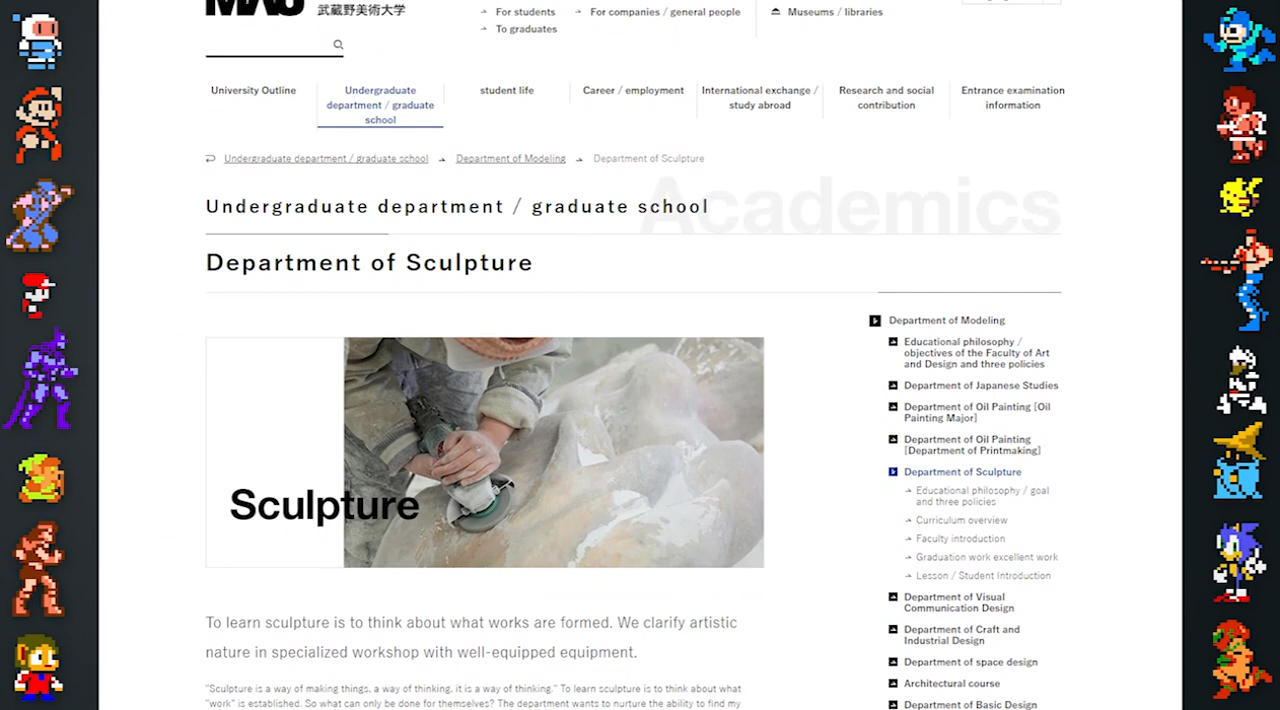 MAU 武蔵野美術大学
For students
For companies / general people
Museums / libraries
To graduates
University Outline
Undergraduate
department / graduate
school
student life
Career / employment
International exchange /
study abroad
Research and social
contribution
Entrance examination
information
Undergraduate department / graduate school
Department of Modeling
Department of Sculpture
Academics
Undergraduate department / graduate school
Department of Sculpture
Sculpture
To learn sculpture is to think about what works are formed. We clarify artistic
nature in specialized workshop with well-equipped equipment.
"Sculpture is a way of making things, a way of thinking, it is a way of thinking." To learn sculpture is to think about what
"work" is established. So what can only be done for themselves? The department wants to nurture the ability to find my
Department of Modeling
Educational philosophy /
objectives of the Faculty of Art
and Design and three policies
Department of Japanese Studies
Department of Oil Painting [Oil
Painting Major]
Department of Oil Painting
[Department of Printmaking]
Department of Sculpture
Educational philosophy / goal
and three policies
Curriculum overview
Faculty introduction
Graduation work excellent work
Lesson / Student Introduction
Department of Visual
Communication Design
Department of Craft and
Industrial Design
Department of space design
Architectural course
Department of Basic Design